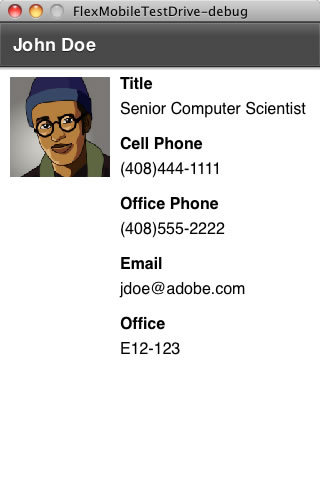 FlexMobileTestDrive-debug
John Doe
Title
Senior Computer Scientist
Cell Phone
(408)444-1111
Office Phone
(408)555-2222
Email
jdoe@adobe.com
Office
E12-123